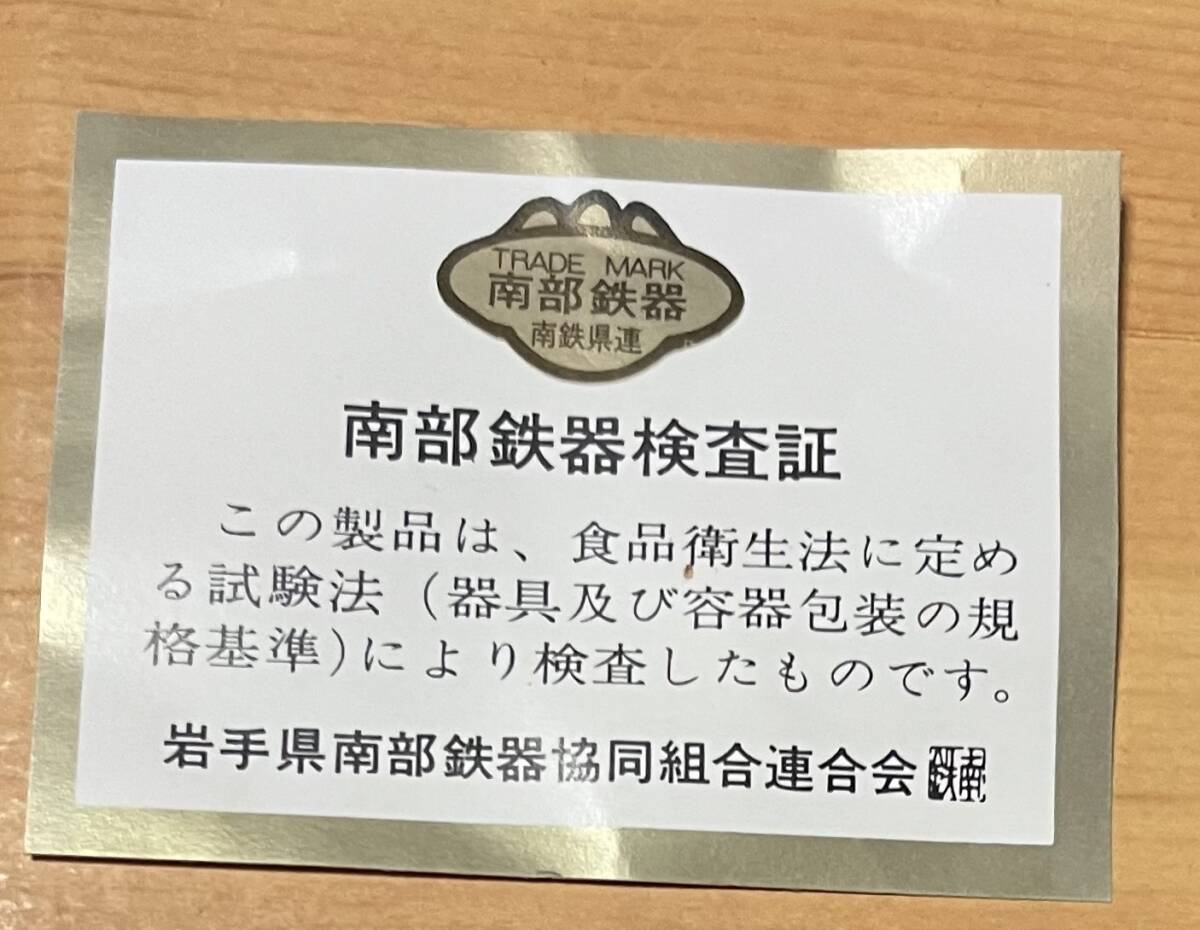 TRADE MARK
南部鉄器
南鉄県連
南部鉄器検査証
この製品は、食品衛生法に定め
る試験法(器具及び容器包装の規
格基準)により検査したものです。
岩手県南部鉄器協同組合連合会